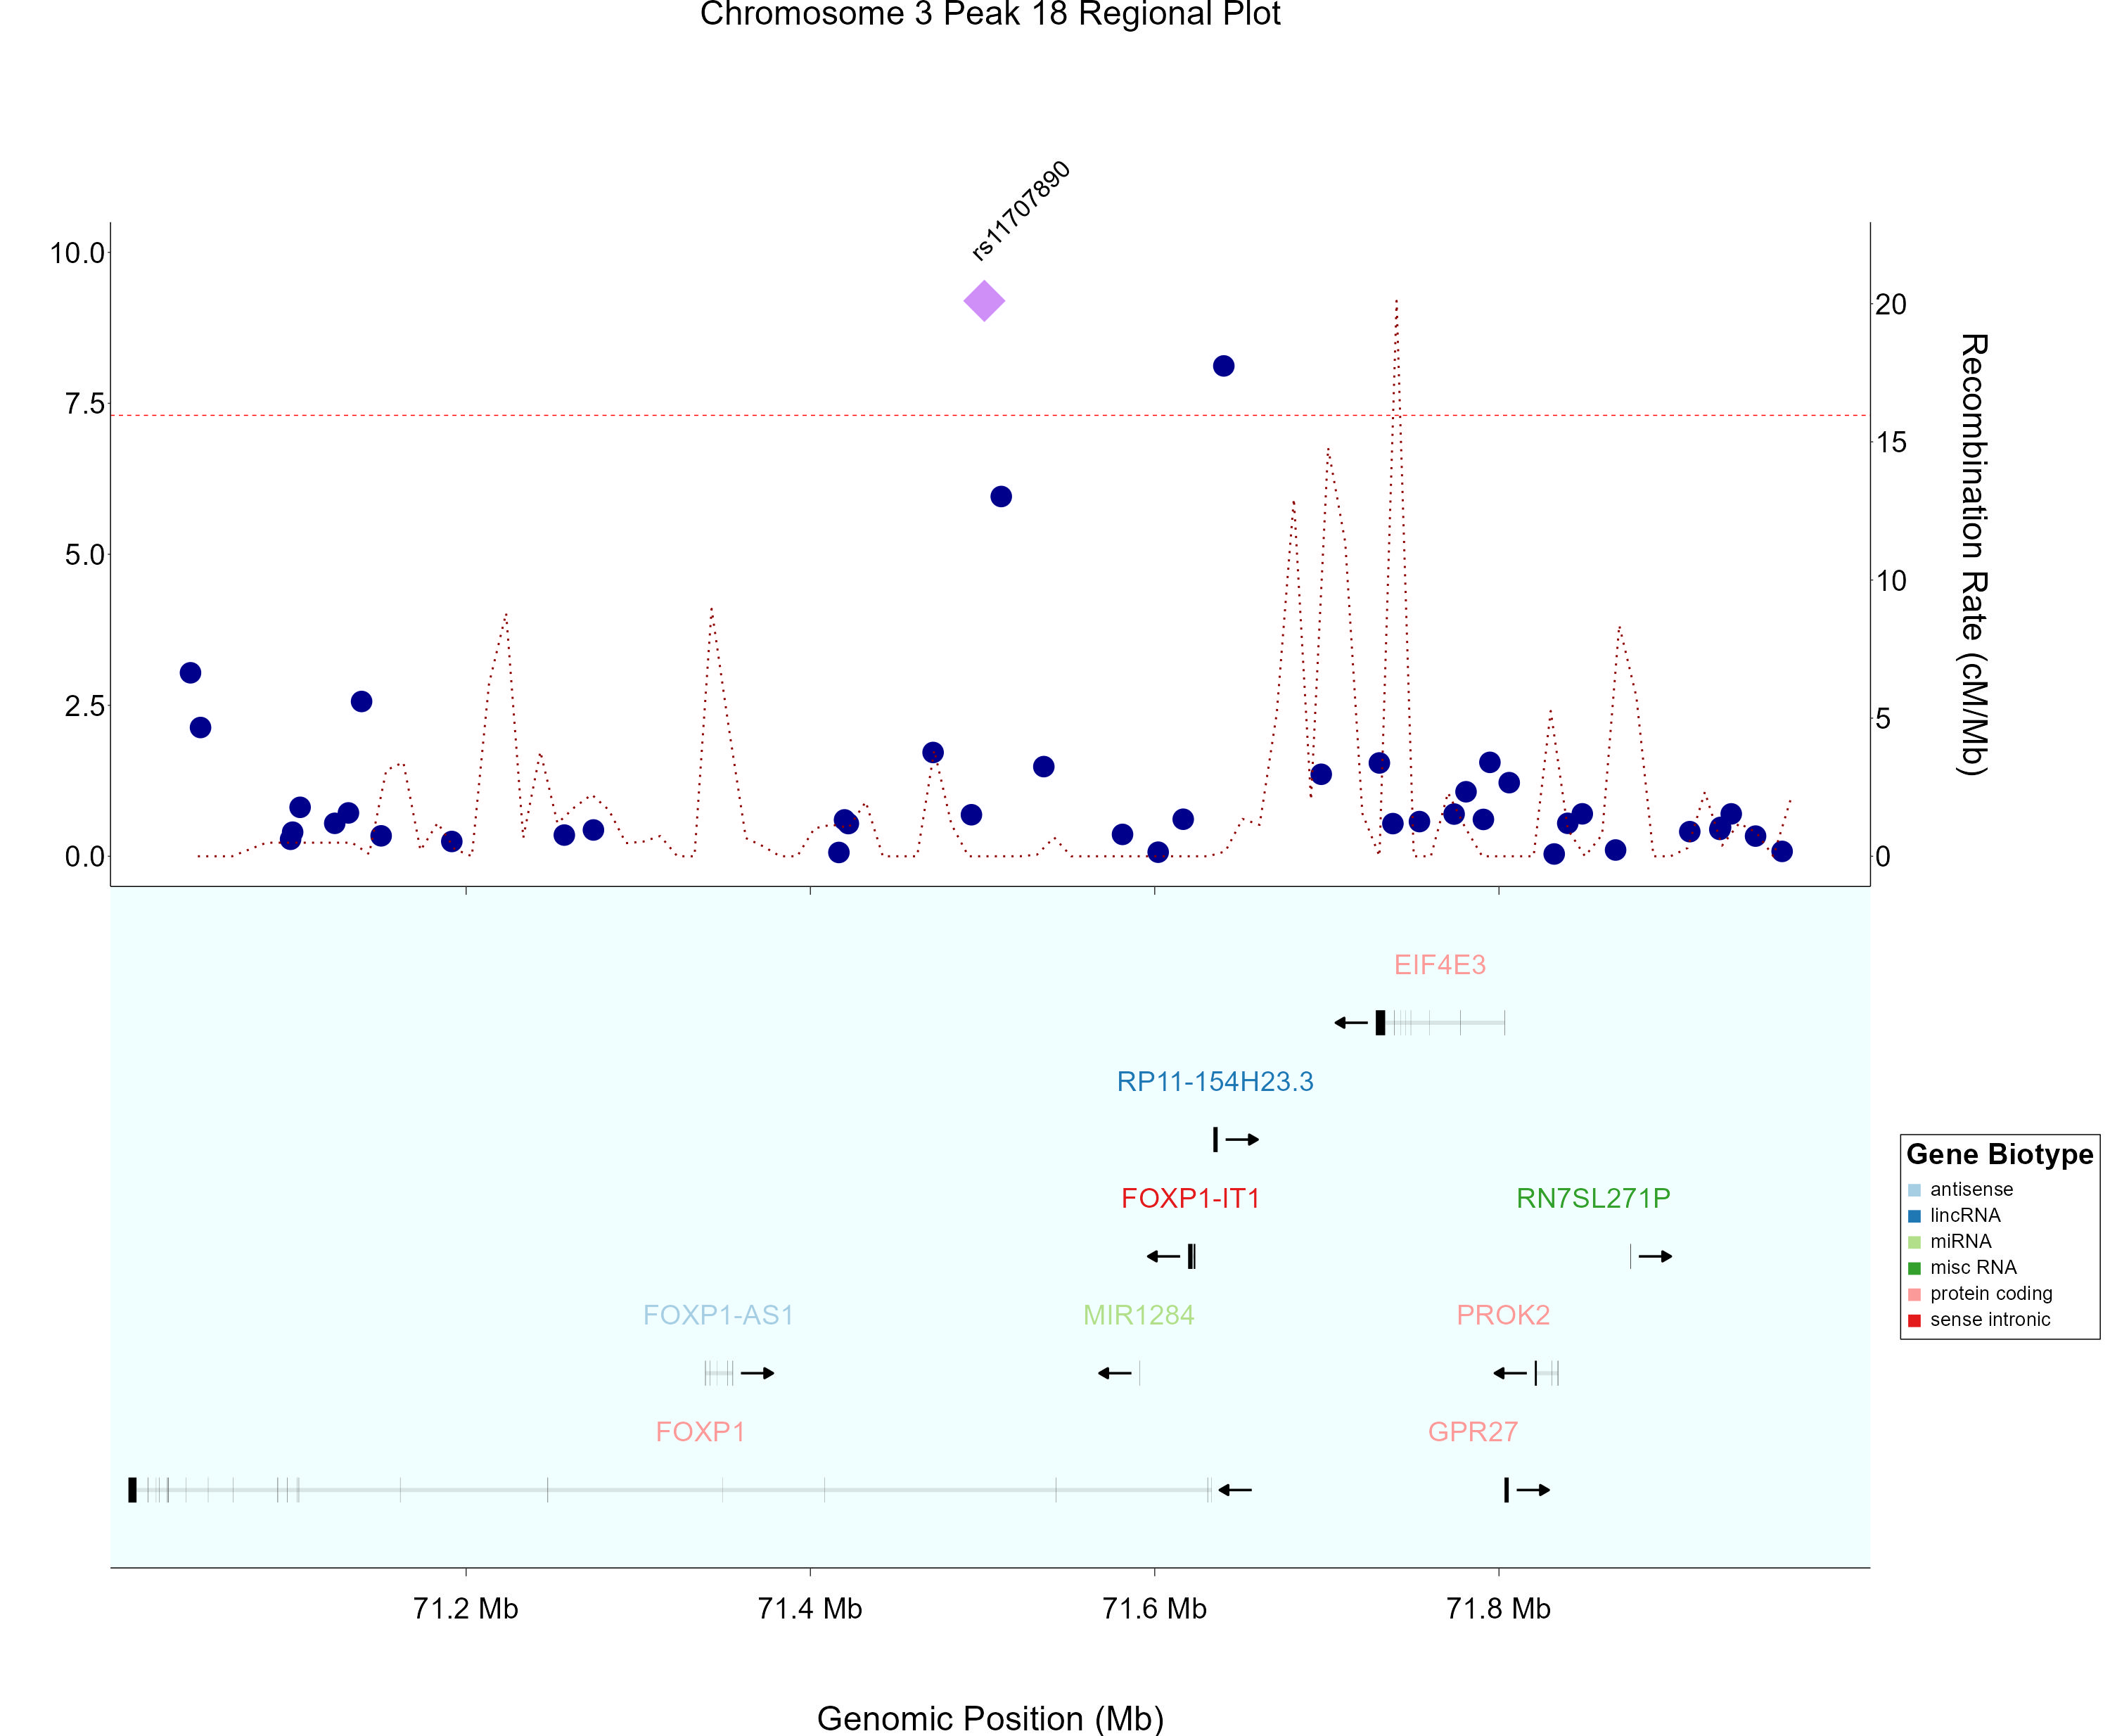 Chromosome 3 Peak 18 Regional Plot
rs11707890
10.0
7.5
5.0
2.5
0.0
20
15
10
5
0
Recombination Rate (cM/Mb)
EIF4E3
RP11-154H23.3
FOXP1-IT1
RN7SL271P
FOXP1-AS1
MIR1284
PROK2
FOXP1
GPR27
Gene Biotype
antisense
lincRNA
miRNA
misc RNA
protein coding
sense intronic
71.2 Mb
71.4 Mb
71.6 Mb
71.8 Mb
Genomic Position (Mb)